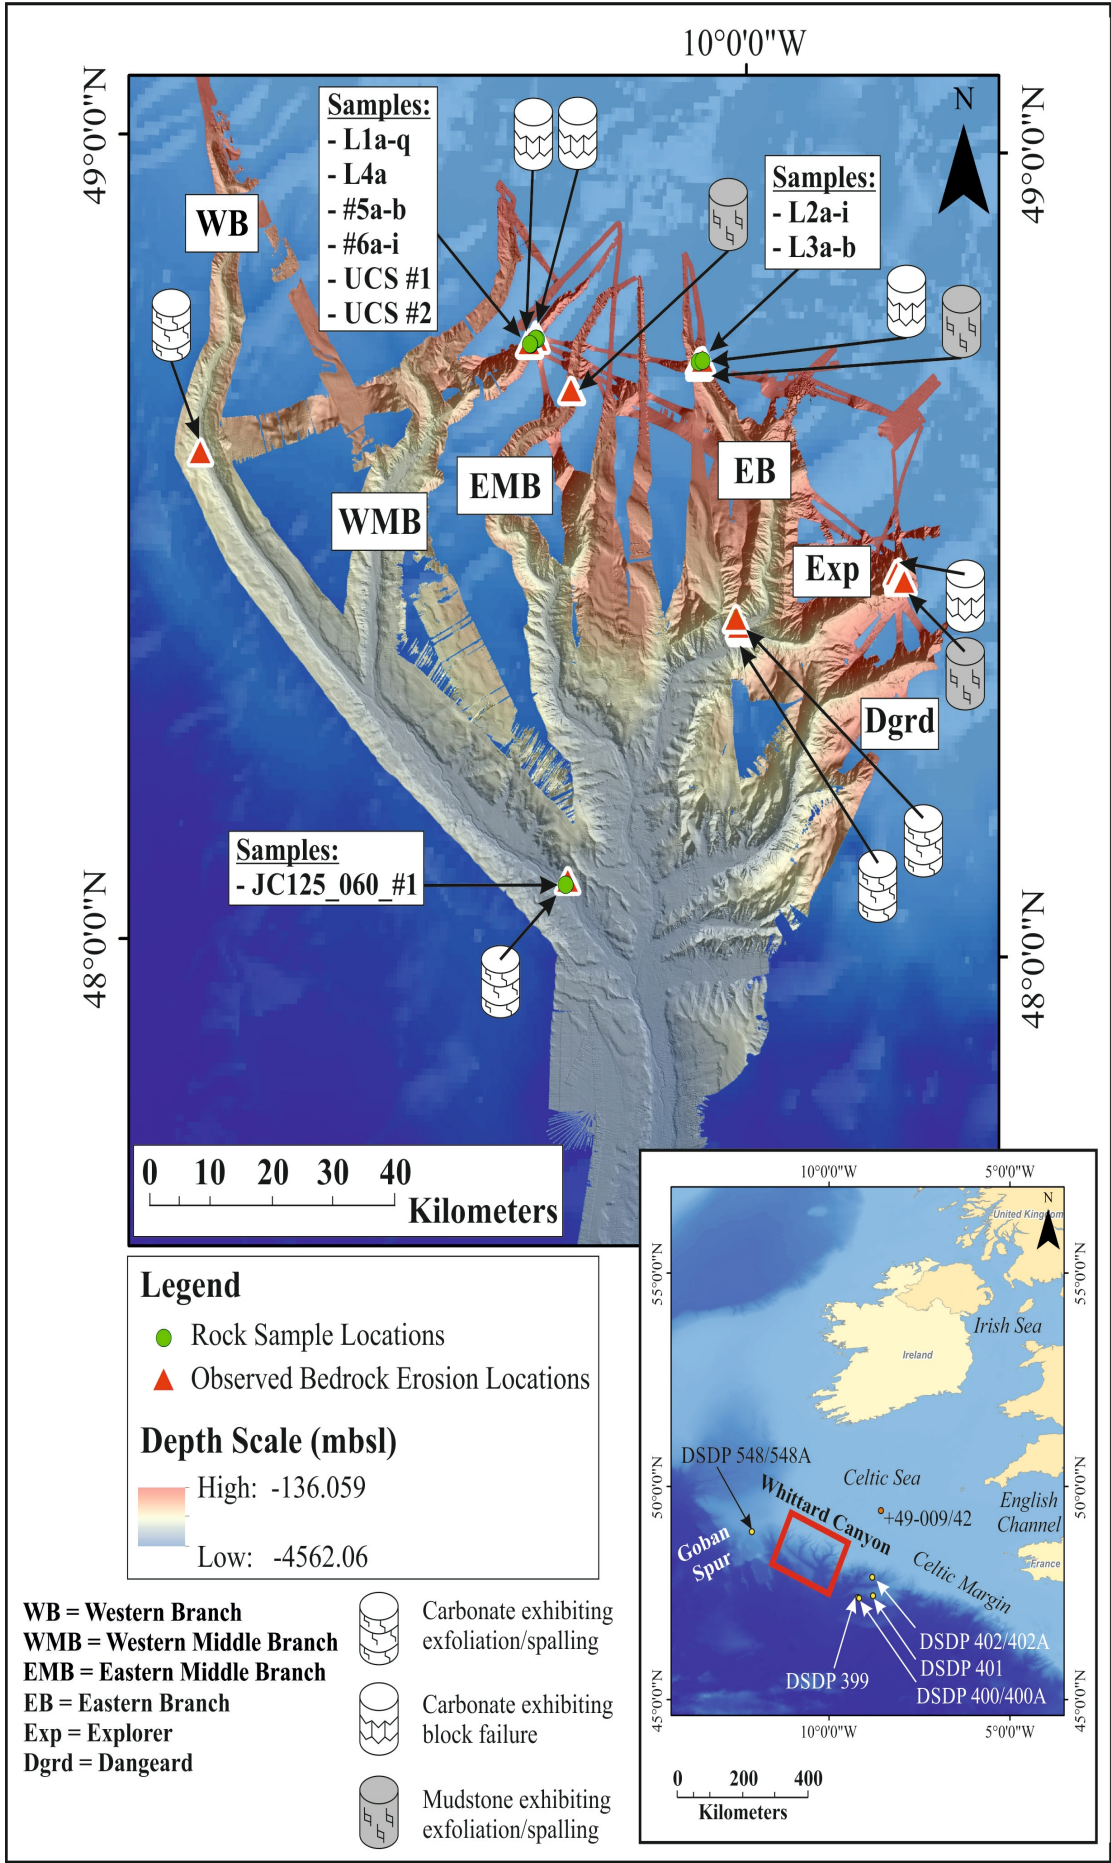 10°0'0"W
49°0'0"N
49°0'0"N
N
Samples:
- L1a-q
- L4a
- #5a-b
- #6a-i
- UCS #1
- UCS #2
Samples:
- L2a-i
- L3a-b
WB
WMB
EMB
EB
Exp
Dgrd
Samples:
- JC125_060_#1
48°0'0"N
48°0'0"N
0 10 20 30 40
Kilometers
Legend
Rock Sample Locations
Observed Bedrock Erosion Locations
Depth Scale (mbsl)
High: -136.059
Low: -4562.06
WB = Western Branch
WMB = Western Middle Branch
EMB = Eastern Middle Branch
EB = Eastern Branch
Exp = Explorer
Dgrd = Dangeard
Carbonate exhibiting
exfoliation/spalling
Carbonate exhibiting
block failure
Mudstone exhibiting
exfoliation/spalling
10°0'0"W 5°0'0"W
N
United Kingdom
55°0'0"N
55°0'0"N
Irish Sea
Ireland
DSDP 548/548A
Celtic Sea
50°0'0"N
50°0'0"N
Whittard Canyon
+49-009/42
English
Channel
Goban
Spur
France
Celtic Margin
DSDP 402/402A
DSDP 401
DSDP 399
DSDP 400/400A
45°0'0"N
45°0'0"N
10°0'0"W 5°0'0"W
0 200 400
Kilometers